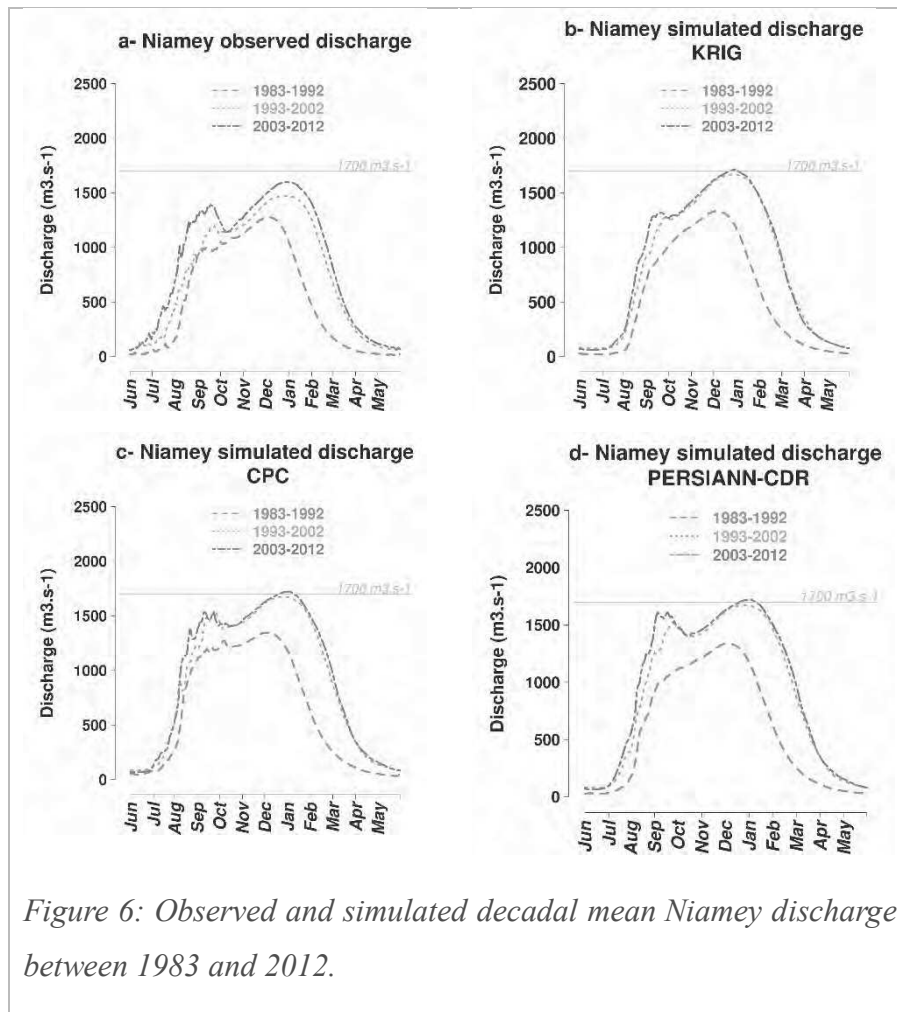 a- Niamey observed discharge
2500
2000
1500
1000
500
0
Discharge (m3.s-1)
1983-1992
1993-2002
2003-2012
1700 m3.s-1
Jun
Jul
Aug
Sep
Oct
Nov
Dec
Jan
Feb
Mar
Apr
May
b- Niamey simulated discharge
KRIG
2500
2000
1500
1000
500
0
Discharge (m3.s-1)
1983-1992
1993-2002
2003-2012
1700 m3.s-1
Jun
Jul
Aug
Sep
Oct
Nov
Dec
Jan
Feb
Mar
Apr
May
c- Niamey simulated discharge
CPC
2500
2000
1500
1000
500
0
Discharge (m3.s-1)
1983-1992
1993-2002
2003-2012
1700 m3.s-1
Jun
Jul
Aug
Sep
Oct
Nov
Dec
Jan
Feb
Mar
Apr
May
d- Niamey simulated discharge
PERSIANN-CDR
2500
2000
1500
1000
500
0
Discharge (m3.s-1)
1983-1992
1993-2002
2003-2012
1700 m3.s-1
Jun
Jul
Aug
Sep
Oct
Nov
Dec
Jan
Feb
Mar
Apr
May
Figure 6: Observed and simulated decadal mean Niamey discharge
between 1983 and 2012.